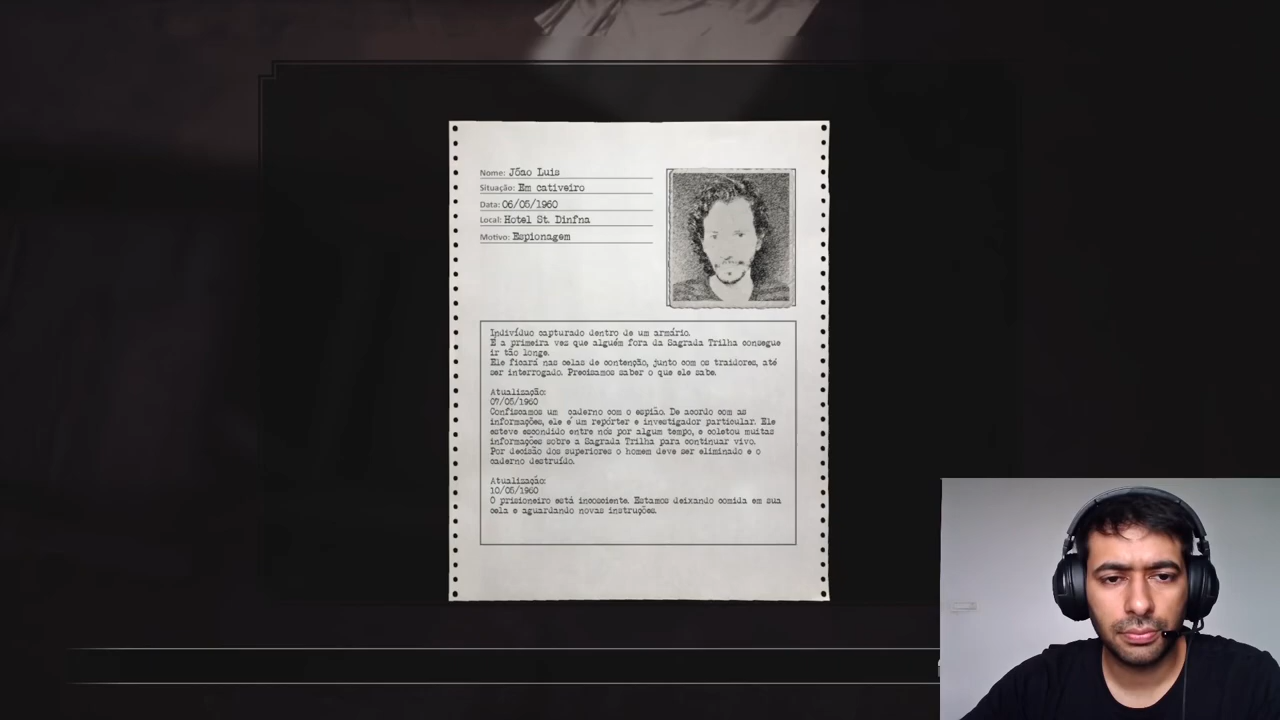 Nome: Jõao Luis
Situação: Em cativeiro
Data: 06/05/1960
Local: Hotel St. Dinfna
Motivo: Espionagem
Indivíduo capturado dentro de um armário.
É a primeira ves que alguém fora da Sagrada Trilha consegue
ir tão longe.
Ele ficará nas celas de contenção, junto com os traidores, até
ser interrogado. Precisamos saber o que ele sabe.
Atualização:
07/05/1960
Confiscamos um caderno com o espião. De acordo com as
informações, ele é um repórter e investigador particular. Ele
esteve escondido entre nós por algum tempo, e coletou muitas
informações sobre a Sagrada Trilha para continuar vivo.
Por decisão dos superiores o homem deve ser eliminado e o
caderno destruído.
Atualização:
10/05/1960
O prisioneiro está incosciente. Estamos deixando comida em sua
cela e aguardando novas instruções.